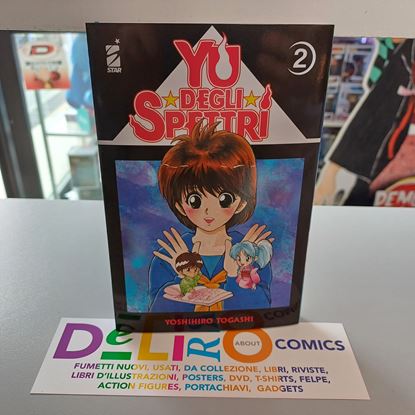 STAR
YU
DEGLI
SPETTRI
2
YOSHIHIRO TOGASHI
DeLIRO ABOUT COMICS
FUMETTI NUOVI, USATI, DA COLLEZIONE, LIBRI, RIVISTE,
LIBRI D'ILLUSTRAZIONI, POSTERS, DVD, T-SHIRTS, FELPE,
ACTION FIGURES, PORTACHIAVI, GADGETS